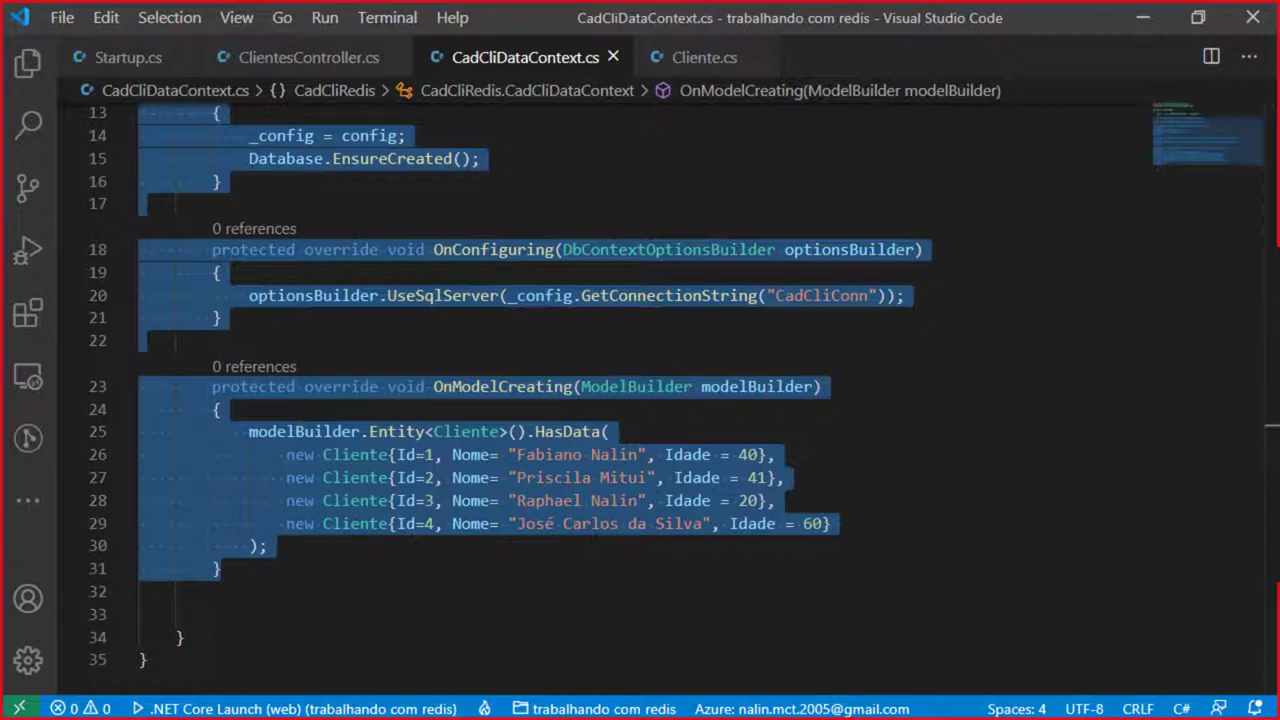 File Edit Selection View Go Run Terminal Help CadCliDataContext.cs - trabalhando com redis - Visual Studio Code
Startup.cs ClientesController.cs CadCliDataContext.cs Cliente.cs
CadCliDataContext.cs > {} CadCliRedis > CadCliRedis.CadCliDataContext > OnModelCreating(ModelBuilder modelBuilder)
13 {
14 _config = config;
15 Database.EnsureCreated();
16 }
17
0 references
18 protected override void OnConfiguring(DbContextOptionsBuilder optionsBuilder)
19 {
20 optionsBuilder.UseSqlServer(_config.GetConnectionString("CadCliConn"));
21 }
22
0 references
23 protected override void OnModelCreating(ModelBuilder modelBuilder)
24 {
25 modelBuilder.Entity<Cliente>().HasData(
26 new Cliente{Id=1, Nome= "Fabiano Nalin", Idade = 40},
27 new Cliente{Id=2, Nome= "Priscila Mitui", Idade = 41},
28 new Cliente{Id=3, Nome= "Raphael Nalin", Idade = 20},
29 new Cliente{Id=4, Nome= "José Carlos da Silva", Idade = 60}
30 );
31 }
32
33
34 }
35 }
0 0 .NET Core Launch (web) (trabalhando com redis) trabalhando com redis Azure: nalin.mct.2005@gmail.com Spaces: 4 UTF-8 CRLF C#